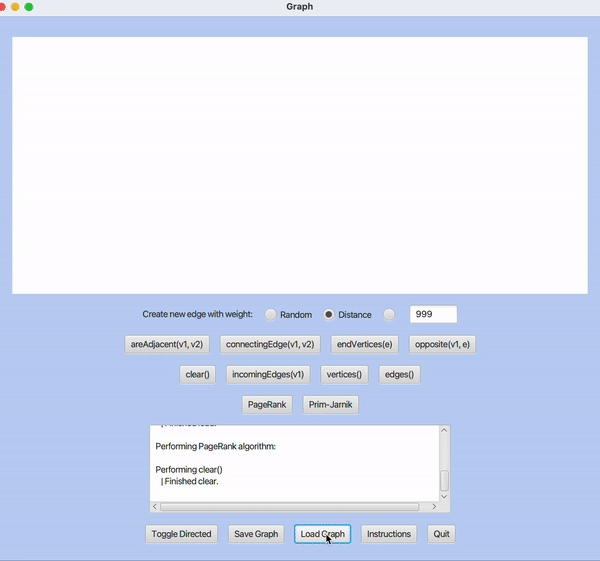 Graph
Create new edge with weight: Random Distance 999
areAdjacent(v1, v2) connectingEdge(v1, v2) endVertices(e) opposite(v1, e)
clear() incomingEdges(v1) vertices() edges()
PageRank Prim-Jarnik
Performing PageRank algorithm:
Performing clear()
| Finished clear.
Toggle Directed Save Graph Load Graph Instructions Quit